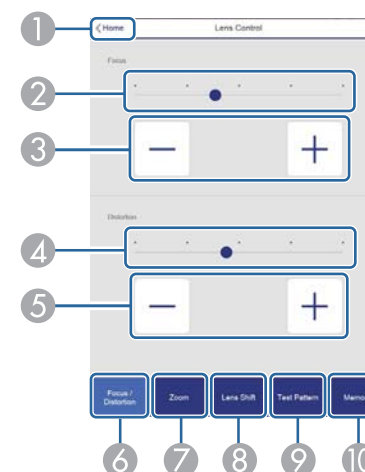 1
< Home
Lens Control
Focus
2
3
− +
Distortion
4
5
− +
Focus /
Distortion
Zoom
Lens Shift
Test Pattern
6
7
8
9
10